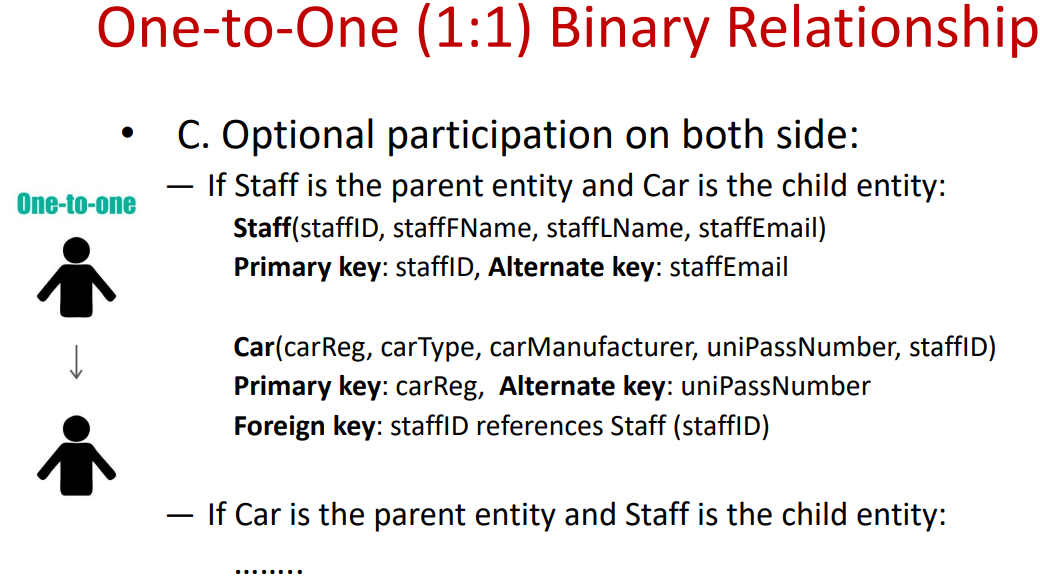 One-to-One (1:1) Binary Relationship
• C. Optional participation on both side:
One-to-one
— If Staff is the parent entity and Car is the child entity:
Staff(staffID, staffFName, staffLName, staffEmail)
Primary key: staffID, Alternate key: staffEmail
Car(carReg, carType, carManufacturer, uniPassNumber, staffID)
Primary key: carReg, Alternate key: uniPassNumber
Foreign key: staffID references Staff (staffID)
— If Car is the parent entity and Staff is the child entity:
........